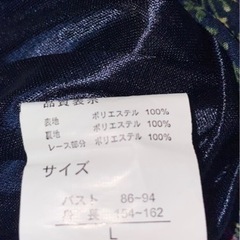 品質表示
表地 ポリエステル 100%
裏地 ポリエステル 100%
レース部分 ポリエステル 100%
サイズ
バスト 86-94
身長 154-162
L